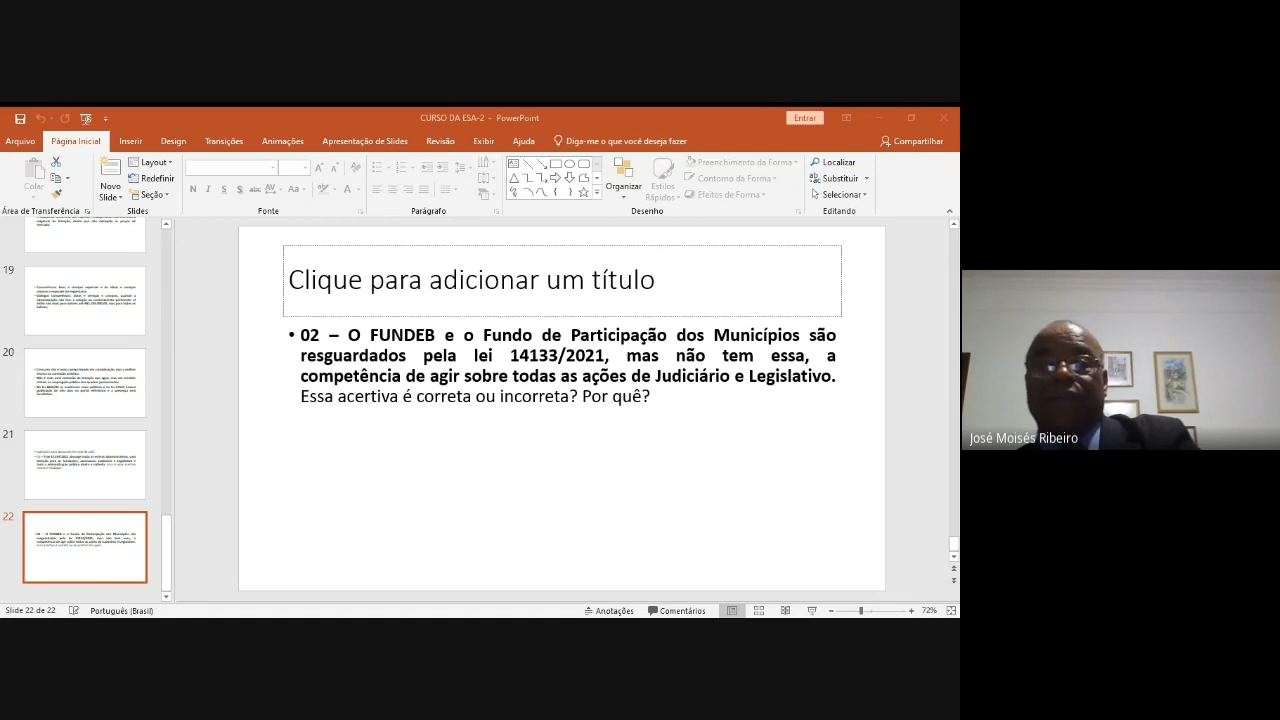 CURSO DA ESA-2 - PowerPoint
Entrar
Arquivo
Página Inicial
Inserir
Design
Transições
Animações
Apresentação de Slides
Revisão
Exibir
Ajuda
Diga-me o que você deseja fazer
Compartilhar
Colar
Novo
Slide
Layout
Redefinir
Seção
N I S S abc AV Aa A
Organizar
Estilos
Rápidos
Preenchimento da Forma
Contorno da Forma
Efeitos de Forma
Localizar
Substituir
Selecionar
Área de Transferência
Slides
Fonte
Parágrafo
Desenho
Editando
19
20
21
22
Clique para adicionar um título
• 02 – O FUNDEB e o Fundo de Participação dos Municípios são
resguardados pela lei 14133/2021, mas não tem essa, a
competência de agir sobre todas as ações de Judiciário e Legislativo.
Essa acertiva é correta ou incorreta? Por quê?
José Moisés Ribeiro
Slide 22 de 22
Português (Brasil)
Anotações
Comentários
72%